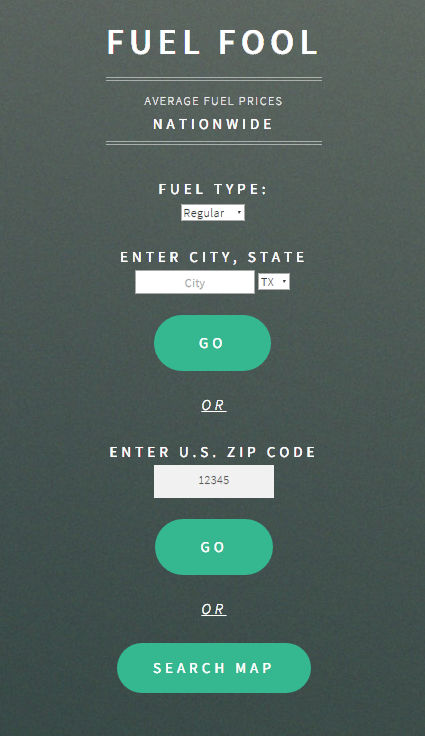 FUEL FOOL
AVERAGE FUEL PRICES
NATIONWIDE
FUEL TYPE:
Regular
ENTER CITY, STATE
City TX
GO
OR
ENTER U.S. ZIP CODE
12345
GO
OR
SEARCH MAP